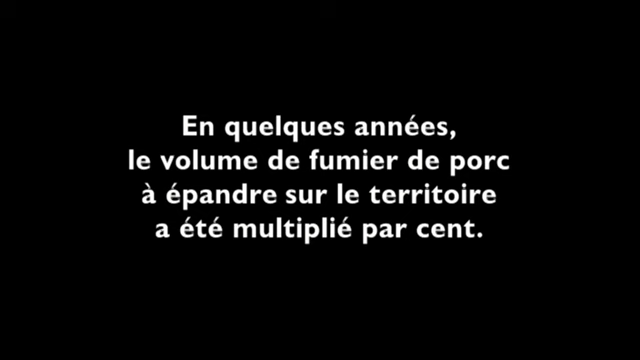 En quelques années,
le volume de fumier de porc
à épandre sur le territoire
a été multiplié par cent.